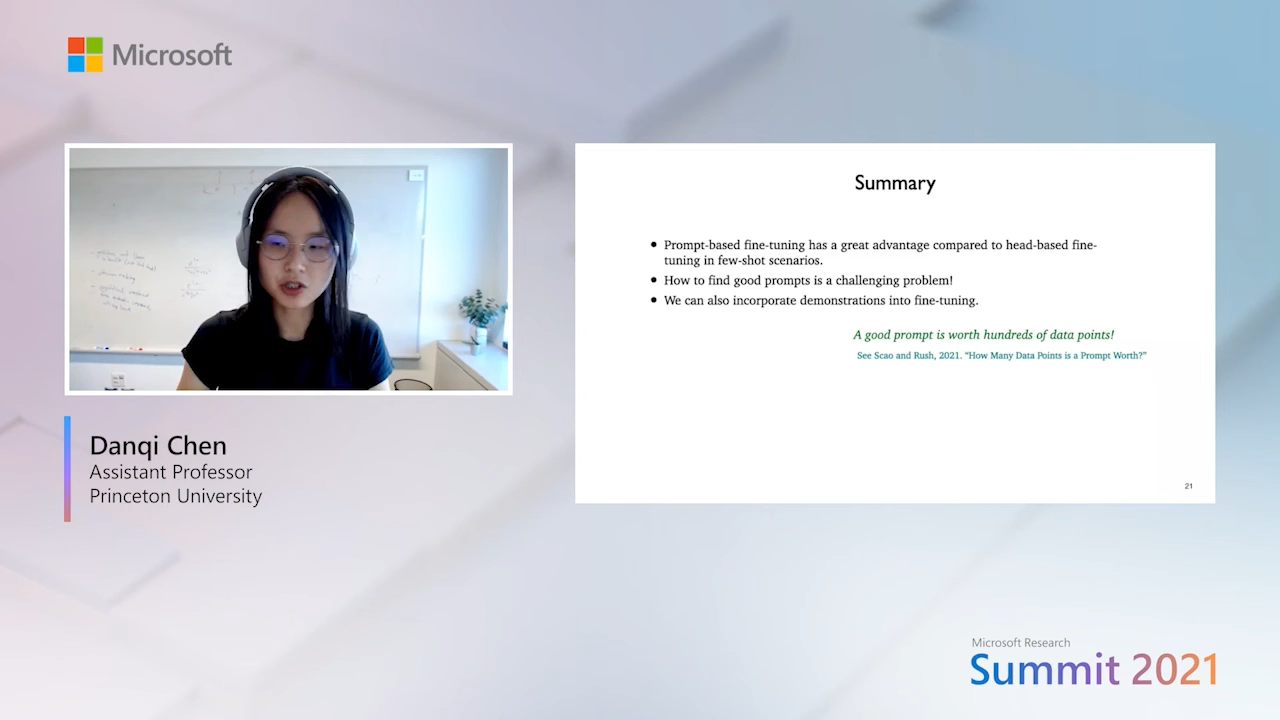 Microsoft
Summary
• Prompt-based fine-tuning has a great advantage compared to head-based fine-
tuning in few-shot scenarios.
• How to find good prompts is a challenging problem!
• We can also incorporate demonstrations into fine-tuning.
A good prompt is worth hundreds of data points!
See Scao and Rush, 2021. “How Many Data Points is a Prompt Worth?”
21
Danqi Chen
Assistant Professor
Princeton University
Microsoft Research
Summit 2021